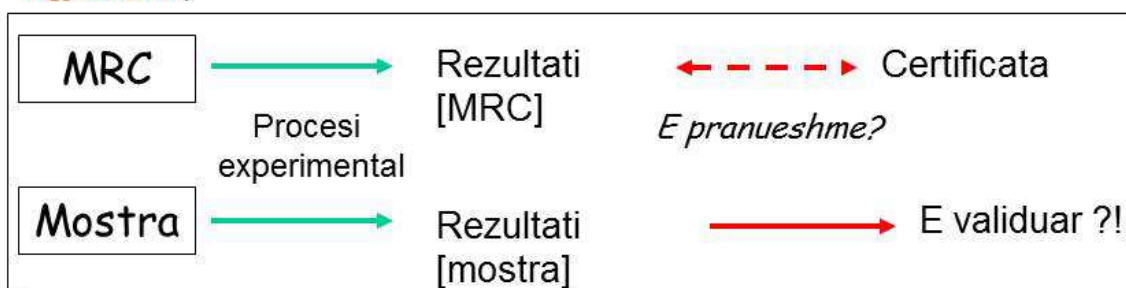 MRC
Rezultati
[MRC]
Certificata
Procesi
experimental
E pranueshme?
Mostra
Rezultati
[mostra]
E validuar ?!